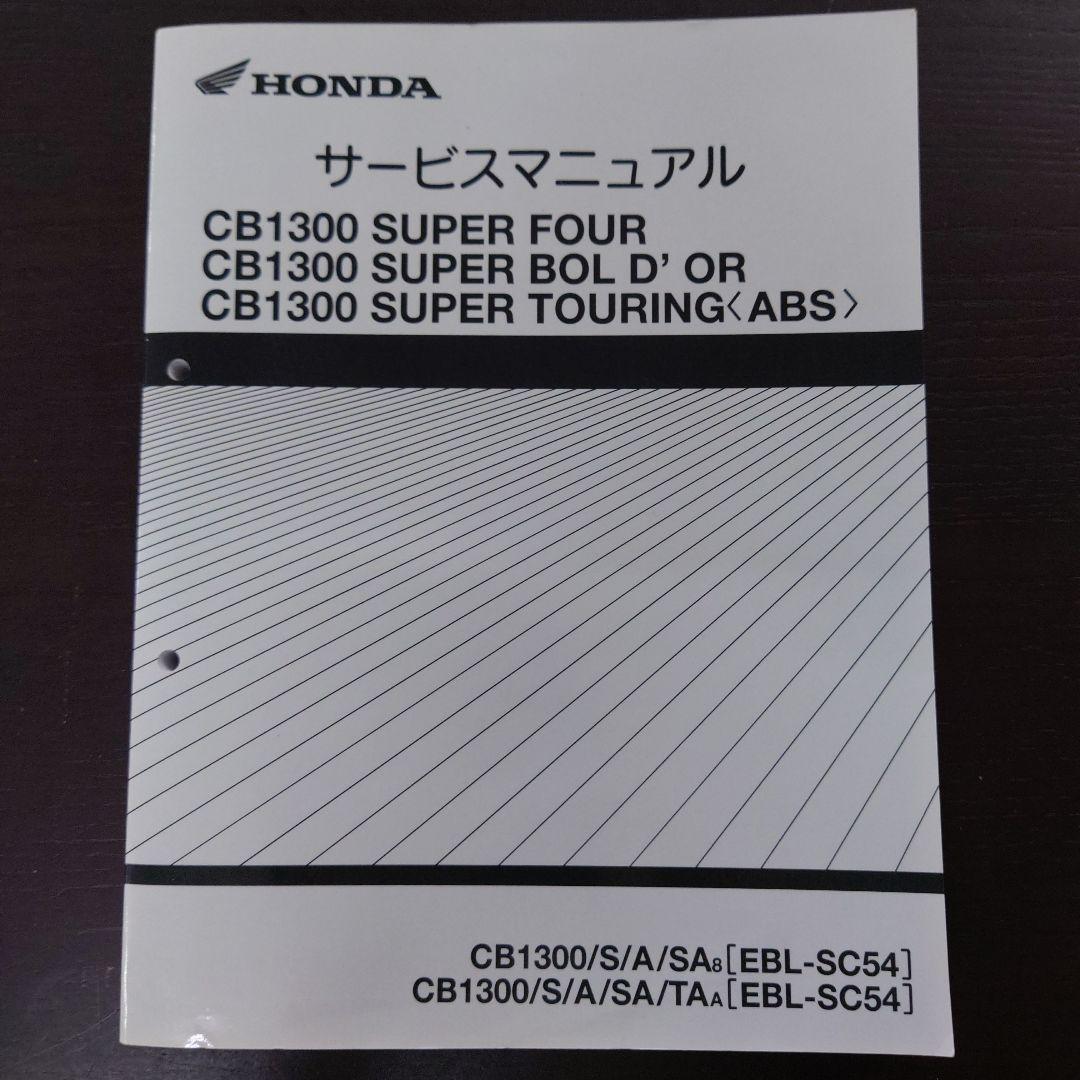 HONDA
サービスマニュアル
CB1300 SUPER FOUR
CB1300 SUPER BOL D' OR
CB1300 SUPER TOURING〈ABS〉
CB1300/S/A/SA8[EBL-SC54]
CB1300/S/A/SA/TAA[EBL-SC54]